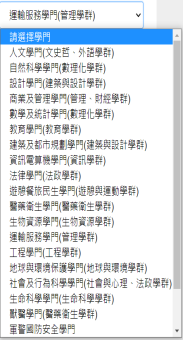 運輸服務學門(管理學群)
請選擇學門
人文學門(文史哲、外語學群)
自然科學學門(數理化學群)
設計學門(建築與設計學群)
商業及管理學門(管理、財經學群)
數學及統計學門(數理化學群)
教育學門(教育學群)
建築及都市規劃學門(建築與設計學群)
資訊電算機學門(資訊學群)
法律學門(法政學群)
遊憩餐旅民生學門(遊憩與運動學群)
醫藥衛生學門(醫藥衛生學群)
生物資源學門(生物資源學群)
運輸服務學門(管理學群)
工程學門(工程學群)
地球與環境保護學門(地球與環境學群)
社會及行為科學學門(社會與心理、法政學群)
生命科學學門(生命科學學群)
獸醫學門(醫藥衛生學群)
軍警國防安全學門